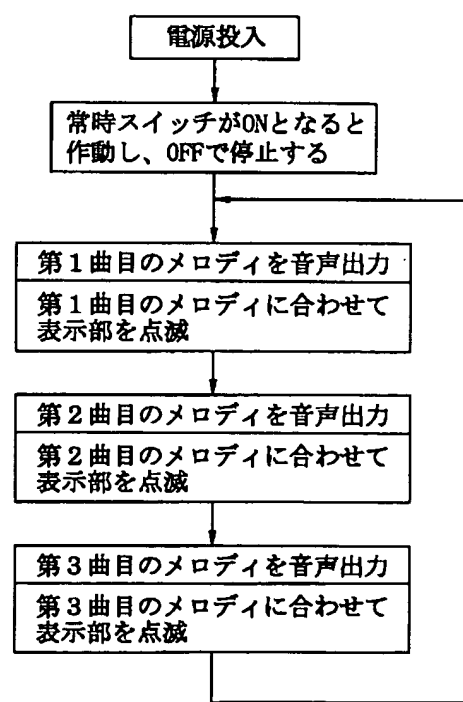 電源投入
常時スイッチがONとなると
作動し、OFFで停止する
第1曲目のメロディを音声出力
第1曲目のメロディに合わせて
表示部を点滅
第2曲目のメロディを音声出力
第2曲目のメロディに合わせて
表示部を点滅
第3曲目のメロディを音声出力
第3曲目のメロディに合わせて
表示部を点滅